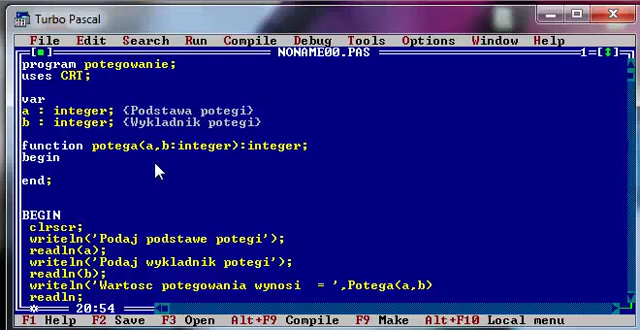 Turbo Pascal
File Edit Search Run Compile Debug Tools Options Window Help
[■] NONAME00.PAS 1=[↕]
program potegowanie;
uses CRT;
var
a : integer; {Podstawa potegi}
b : integer; {Wykladnik potegi}
function potega(a,b:integer):integer;
begin
end;
BEGIN
clrscr;
writeln('Podaj podstawe potegi');
readln(a);
writeln('Podaj wykladnik potegi');
readln(b);
writeln('Wartosc potegowania wynosi = ',Potega(a,b)
readln;
20:54
F1 Help F2 Save F3 Open Alt+F9 Compile F9 Make Alt+F10 Local menu